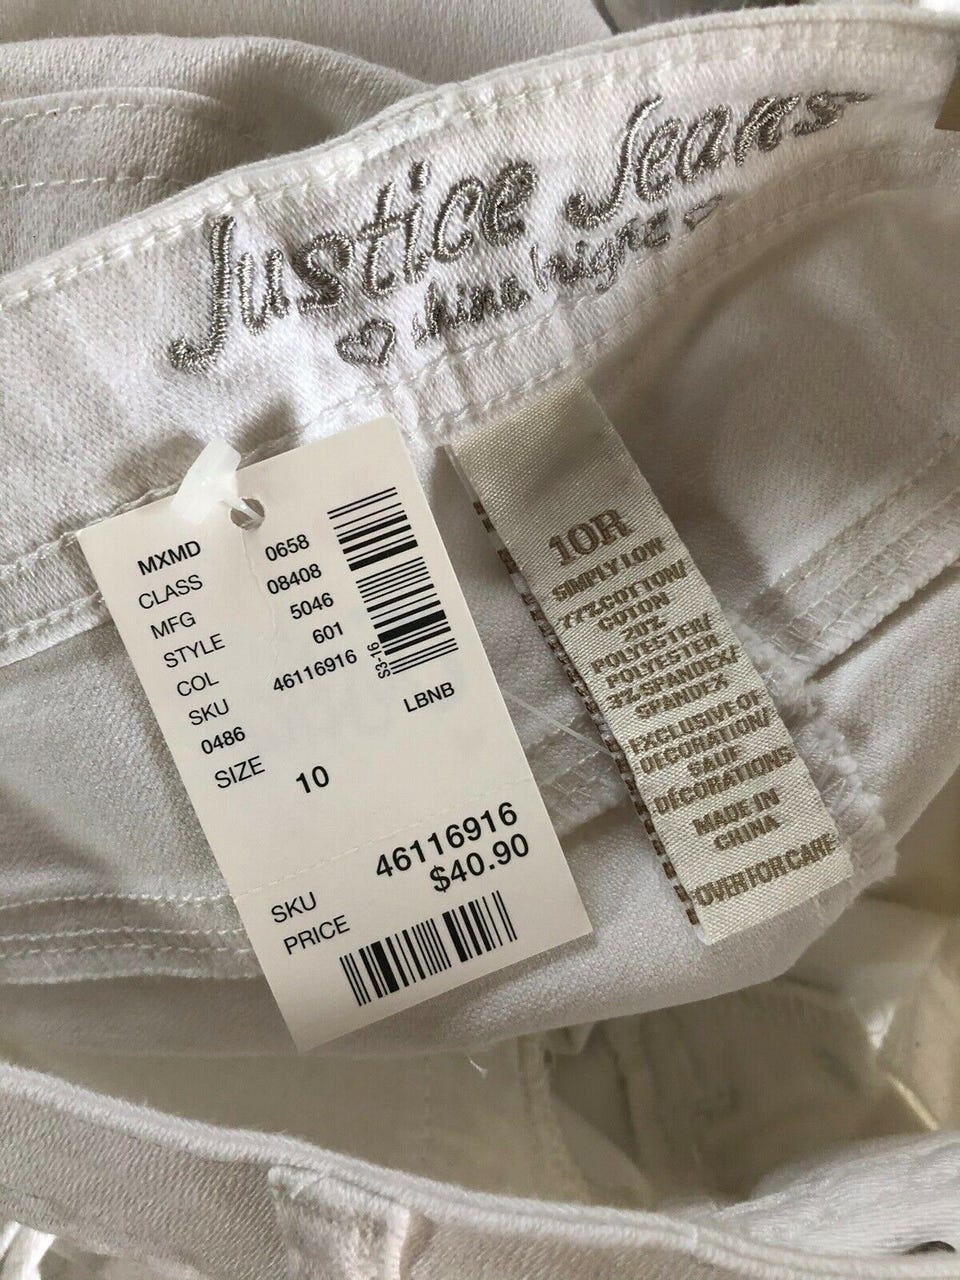 Justice Jeans
shine bright
MXMD
CLASS 0658
MFG 08408
STYLE 5046
COL 601
SKU 46116916
0486
SIZE 10
S3-16
LBNB
SKU 46116916
PRICE $40.90
10R
SIMPLY LOW
77% COTTON/
COTON
20%
POLYESTER/
POLYESTER
3% SPANDEX/
SPANDEX
EXCLUSIVE OF
DECORATION/
SAUF
DÉCORATIONS
MADE IN
CHINA
OVER FOR CARE